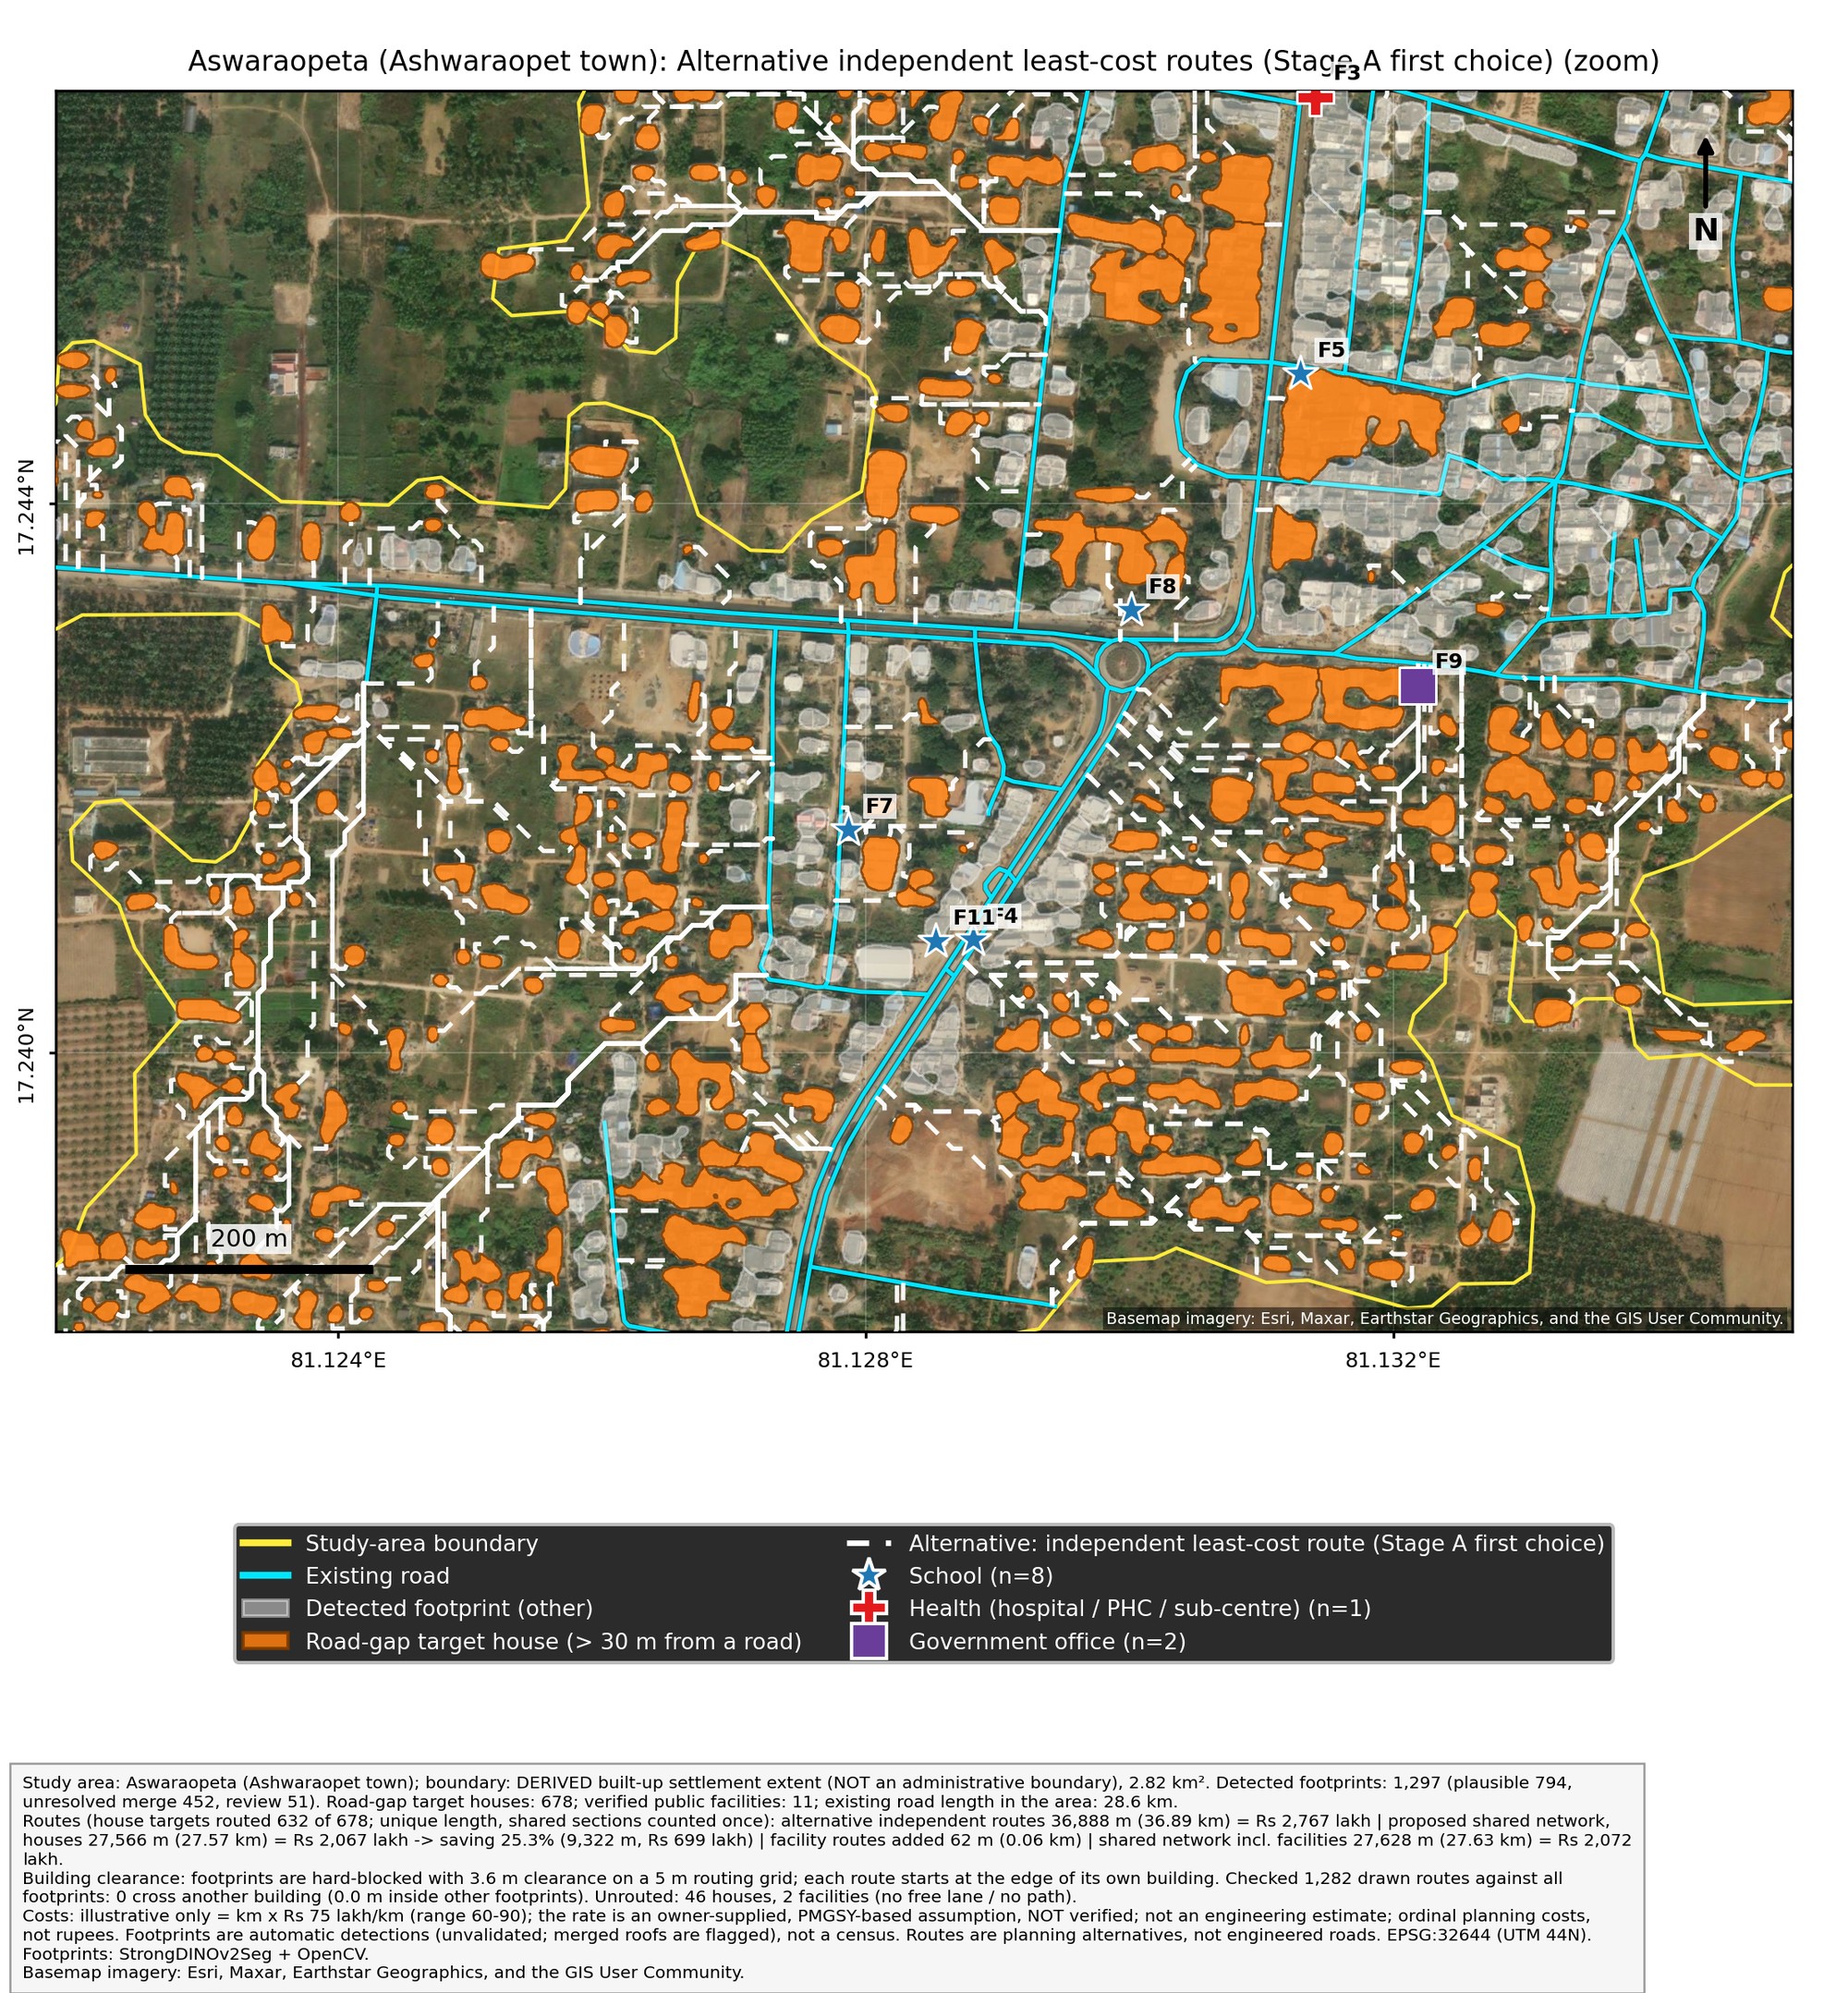 Aswaraopeta (Ashwaraopet town): Alternative independent least-cost routes (Stage A first choice) (zoom)
F3
N
F5
17.244°N
F8
F9
F7
F11
F4
17.240°N
200 m
Basemap imagery: Esri, Maxar, Earthstar Geographics, and the GIS User Community.
81.124°E
81.128°E
81.132°E
Study-area boundary
Existing road
Detected footprint (other)
Road-gap target house (> 30 m from a road)
Alternative: independent least-cost route (Stage A first choice)
School (n=8)
Health (hospital / PHC / sub-centre) (n=1)
Government office (n=2)
Study area: Aswaraopeta (Ashwaraopet town); boundary: DERIVED built-up settlement extent (NOT an administrative boundary), 2.82 km². Detected footprints: 1,297 (plausible 794,
unresolved merge 452, review 51). Road-gap target houses: 678; verified public facilities: 11; existing road length in the area: 28.6 km.
Routes (house targets routed 632 of 678; unique length, shared sections counted once): alternative independent routes 36,888 m (36.89 km) = Rs 2,767 lakh | proposed shared network,
houses 27,566 m (27.57 km) = Rs 2,067 lakh -> saving 25.3% (9,322 m, Rs 699 lakh) | facility routes added 62 m (0.06 km) | shared network incl. facilities 27,628 m (27.63 km) = Rs 2,072
lakh.
Building clearance: footprints are hard-blocked with 3.6 m clearance on a 5 m routing grid; each route starts at the edge of its own building. Checked 1,282 drawn routes against all
footprints: 0 cross another building (0.0 m inside other footprints). Unrouted: 46 houses, 2 facilities (no free lane / no path).
Costs: illustrative only = km x Rs 75 lakh/km (range 60-90); the rate is an owner-supplied, PMGSY-based assumption, NOT verified; not an engineering estimate; ordinal planning costs,
not rupees. Footprints are automatic detections (unvalidated; merged roofs are flagged), not a census. Routes are planning alternatives, not engineered roads. EPSG:32644 (UTM 44N).
Footprints: StrongDINOv2Seg + OpenCV.
Basemap imagery: Esri, Maxar, Earthstar Geographics, and the GIS User Community.